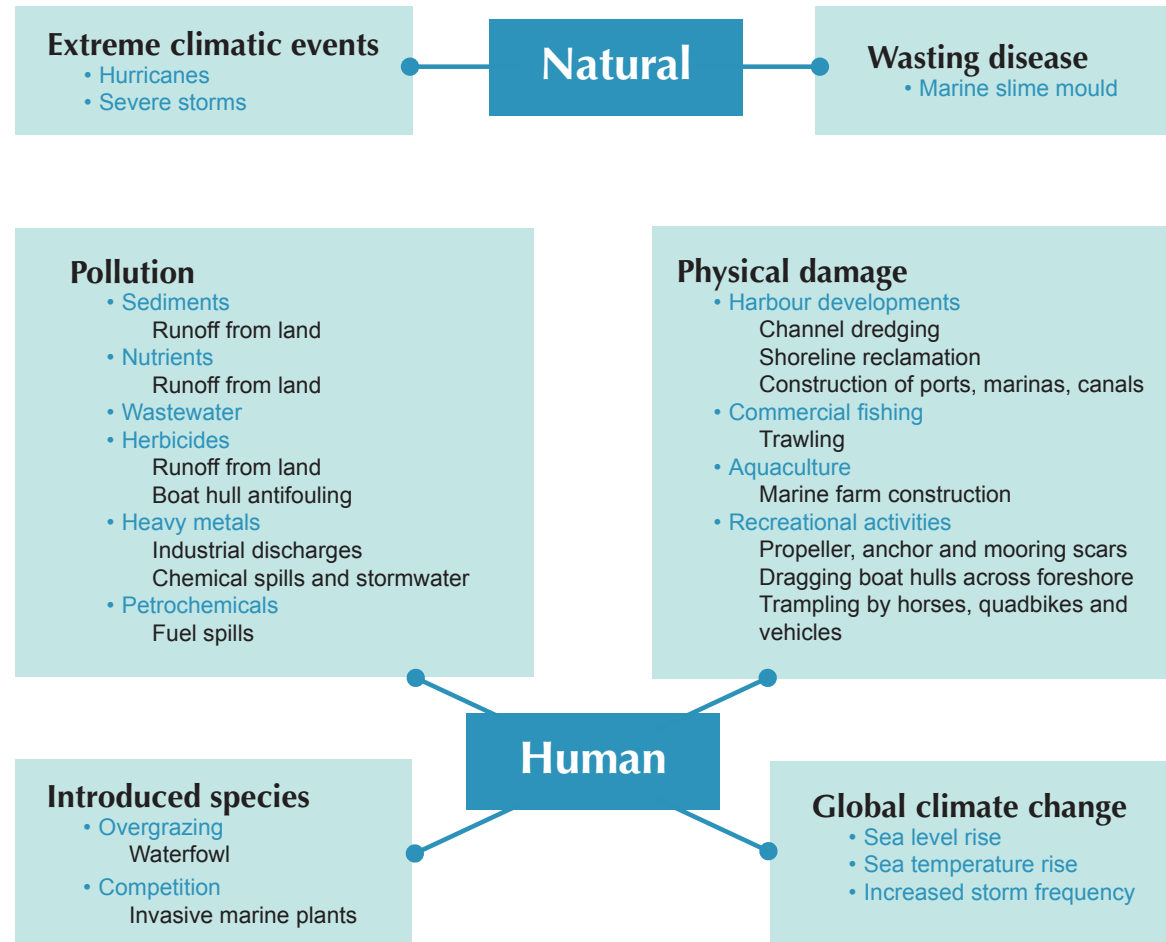 Extreme climatic events
• Hurricanes
• Severe storms
Natural
Wasting disease
• Marine slime mould
Pollution
• Sediments
Runoff from land
• Nutrients
Runoff from land
• Wastewater
• Herbicides
Runoff from land
Boat hull antifouling
• Heavy metals
Industrial discharges
Chemical spills and stormwater
• Petrochemicals
Fuel spills
Physical damage
• Harbour developments
Channel dredging
Shoreline reclamation
Construction of ports, marinas, canals
• Commercial fishing
Trawling
• Aquaculture
Marine farm construction
• Recreational activities
Propeller, anchor and mooring scars
Dragging boat hulls across foreshore
Trampling by horses, quadbikes and
vehicles
Human
Introduced species
• Overgrazing
Waterfowl
• Competition
Invasive marine plants
Global climate change
• Sea level rise
• Sea temperature rise
• Increased storm frequency